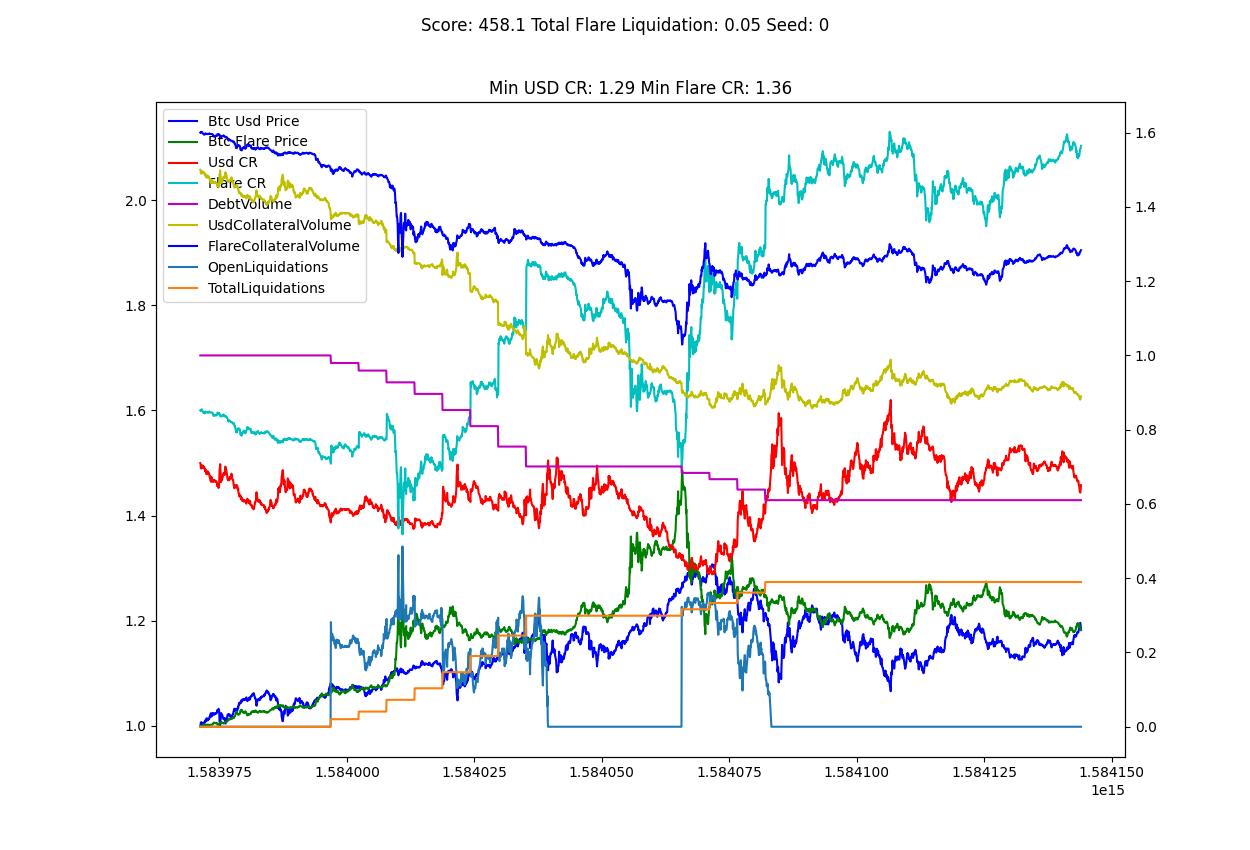 Score: 458.1 Total Flare Liquidation: 0.05 Seed: 0
Min USD CR: 1.29 Min Flare CR: 1.36
Btc Usd Price
Btc Flare Price
Usd CR
Flare CR
DebtVolume
UsdCollateralVolume
FlareCollateralVolume
OpenLiquidations
TotalLiquidations
2.0
1.8
1.6
1.4
1.2
1.0
1.6
1.4
1.2
1.0
0.8
0.6
0.4
0.2
0.0
1.583975
1.584000
1.584025
1.584050
1.584075
1.584100
1.584125
1.584150
1e15